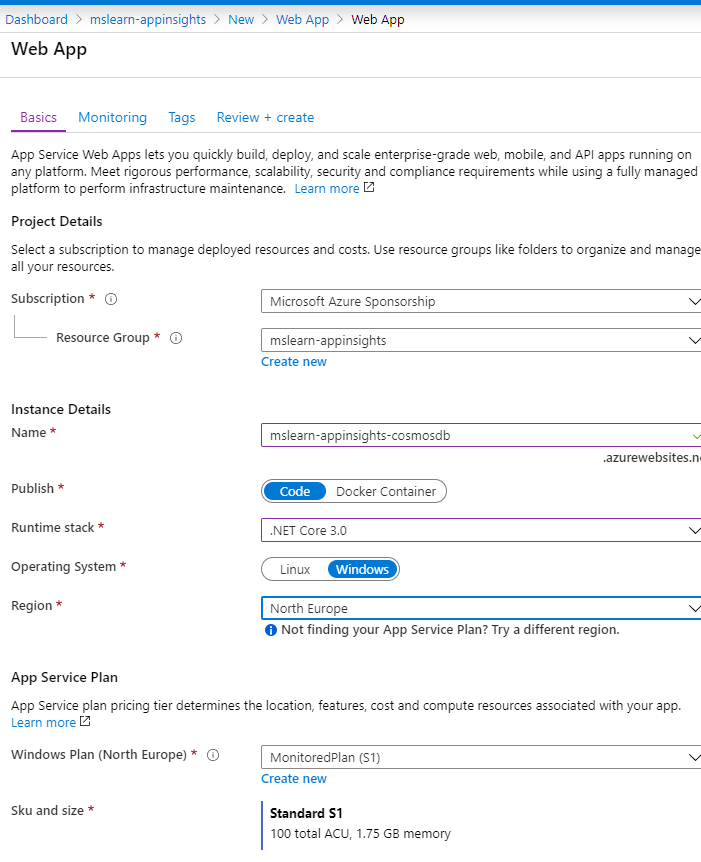 Dashboard > mslearn-appinsights > New > Web App > Web App
Web App
Basics Monitoring Tags Review + create
App Service Web Apps lets you quickly build, deploy, and scale enterprise-grade web, mobile, and API apps running on
any platform. Meet rigorous performance, scalability, security and compliance requirements while using a fully managed
platform to perform infrastructure maintenance. Learn more
Project Details
Select a subscription to manage deployed resources and costs. Use resource groups like folders to organize and manage
all your resources.
Subscription * Microsoft Azure Sponsorship
Resource Group * mslearn-appinsights
Create new
Instance Details
Name * mslearn-appinsights-cosmosdb
.azurewebsites.n
Publish * Code Docker Container
Runtime stack * .NET Core 3.0
Operating System * Linux Windows
Region * North Europe
Not finding your App Service Plan? Try a different region.
App Service Plan
App Service plan pricing tier determines the location, features, cost and compute resources associated with your app.
Learn more
Windows Plan (North Europe) * MonitoredPlan (S1)
Create new
Sku and size * Standard S1
100 total ACU, 1.75 GB memory